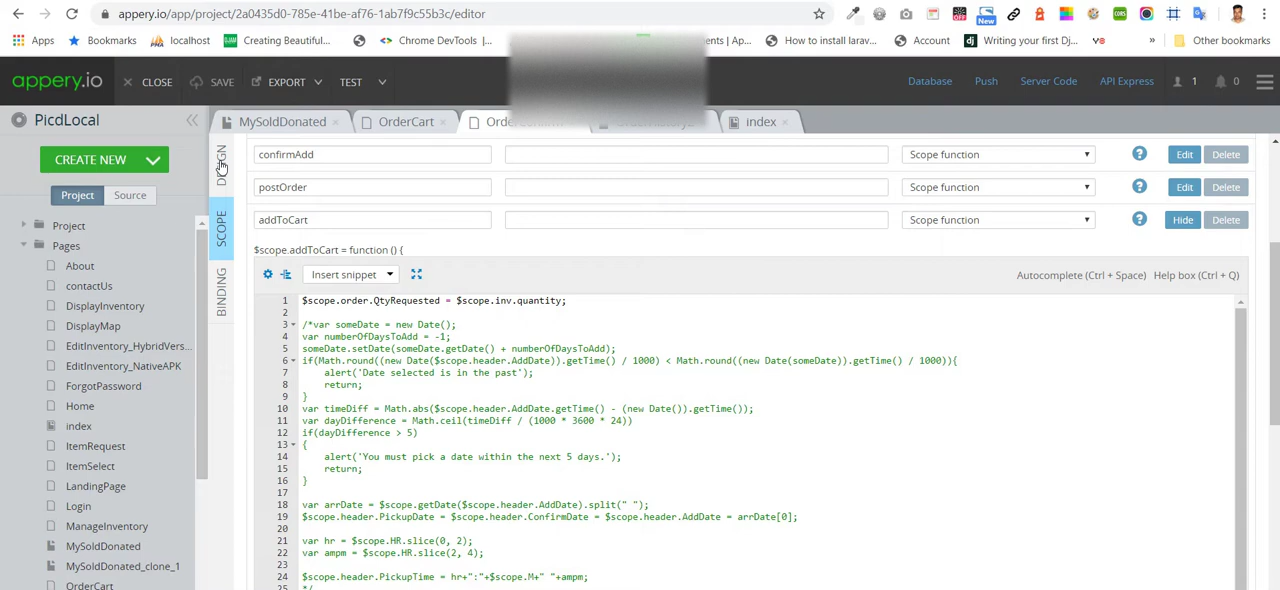 appery.io/app/project/2a0435d0-785e-41be-af76-1ab7f9c55b3c/editor
OFF New CORS
Apps Bookmarks localhost Creating Beautiful... Chrome DevTools |... ents | Ap... How to install larav... Account Writing your first Dj... » Other bookmarks
appery.io CLOSE SAVE EXPORT TEST Database Push Server Code API Express 1 0
PicdLocal MySoldDonated OrderCart index
CREATE NEW
Project Source
Project
Pages
About
contactUs
DisplayInventory
DisplayMap
EditInventory_HybridVers...
EditInventory_NativeAPK
ForgotPassword
Home
index
ItemRequest
ItemSelect
LandingPage
Login
ManageInventory
MySoldDonated
MySoldDonated_clone_1
OrderCart
SCOPE
BINDING
confirmAdd Scope function Edit Delete
postOrder Scope function Edit Delete
addToCart Scope function Hide Delete
$scope.addToCart = function () {
Insert snippet Autocomplete (Ctrl + Space) Help box (Ctrl + Q)
1 $scope.order.QtyRequested = $scope.inv.quantity;
2
3 /*var someDate = new Date();
4 var numberOfDaysToAdd = -1;
5 someDate.setDate(someDate.getDate() + numberOfDaysToAdd);
6 if(Math.round((new Date($scope.header.AddDate)).getTime() / 1000) < Math.round((new Date(someDate)).getTime() / 1000)){
7 alert('Date selected is in the past');
8 return;
9 }
10 var timeDiff = Math.abs($scope.header.AddDate.getTime() - (new Date()).getTime());
11 var dayDifference = Math.ceil(timeDiff / (1000 * 3600 * 24))
12 if(dayDifference > 5)
13 {
14 alert('You must pick a date within the next 5 days.');
15 return;
16 }
17
18 var arrDate = $scope.getDate($scope.header.AddDate).split(" ");
19 $scope.header.PickupDate = $scope.header.ConfirmDate = $scope.header.AddDate = arrDate[0];
20
21 var hr = $scope.HR.slice(0, 2);
22 var ampm = $scope.HR.slice(2, 4);
23
24 $scope.header.PickupTime = hr+":"+$scope.M+" "+ampm;
25 */